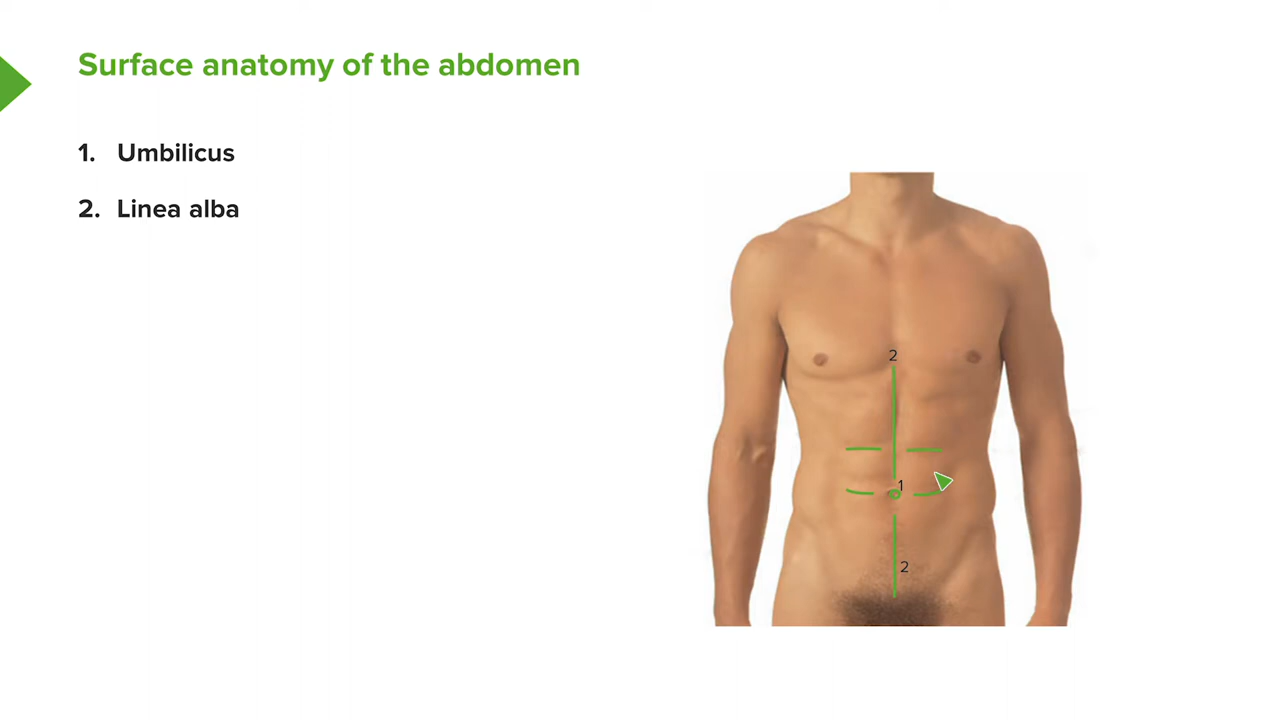 Surface anatomy of the abdomen
1. Umbilicus
2. Linea alba
2
1
2